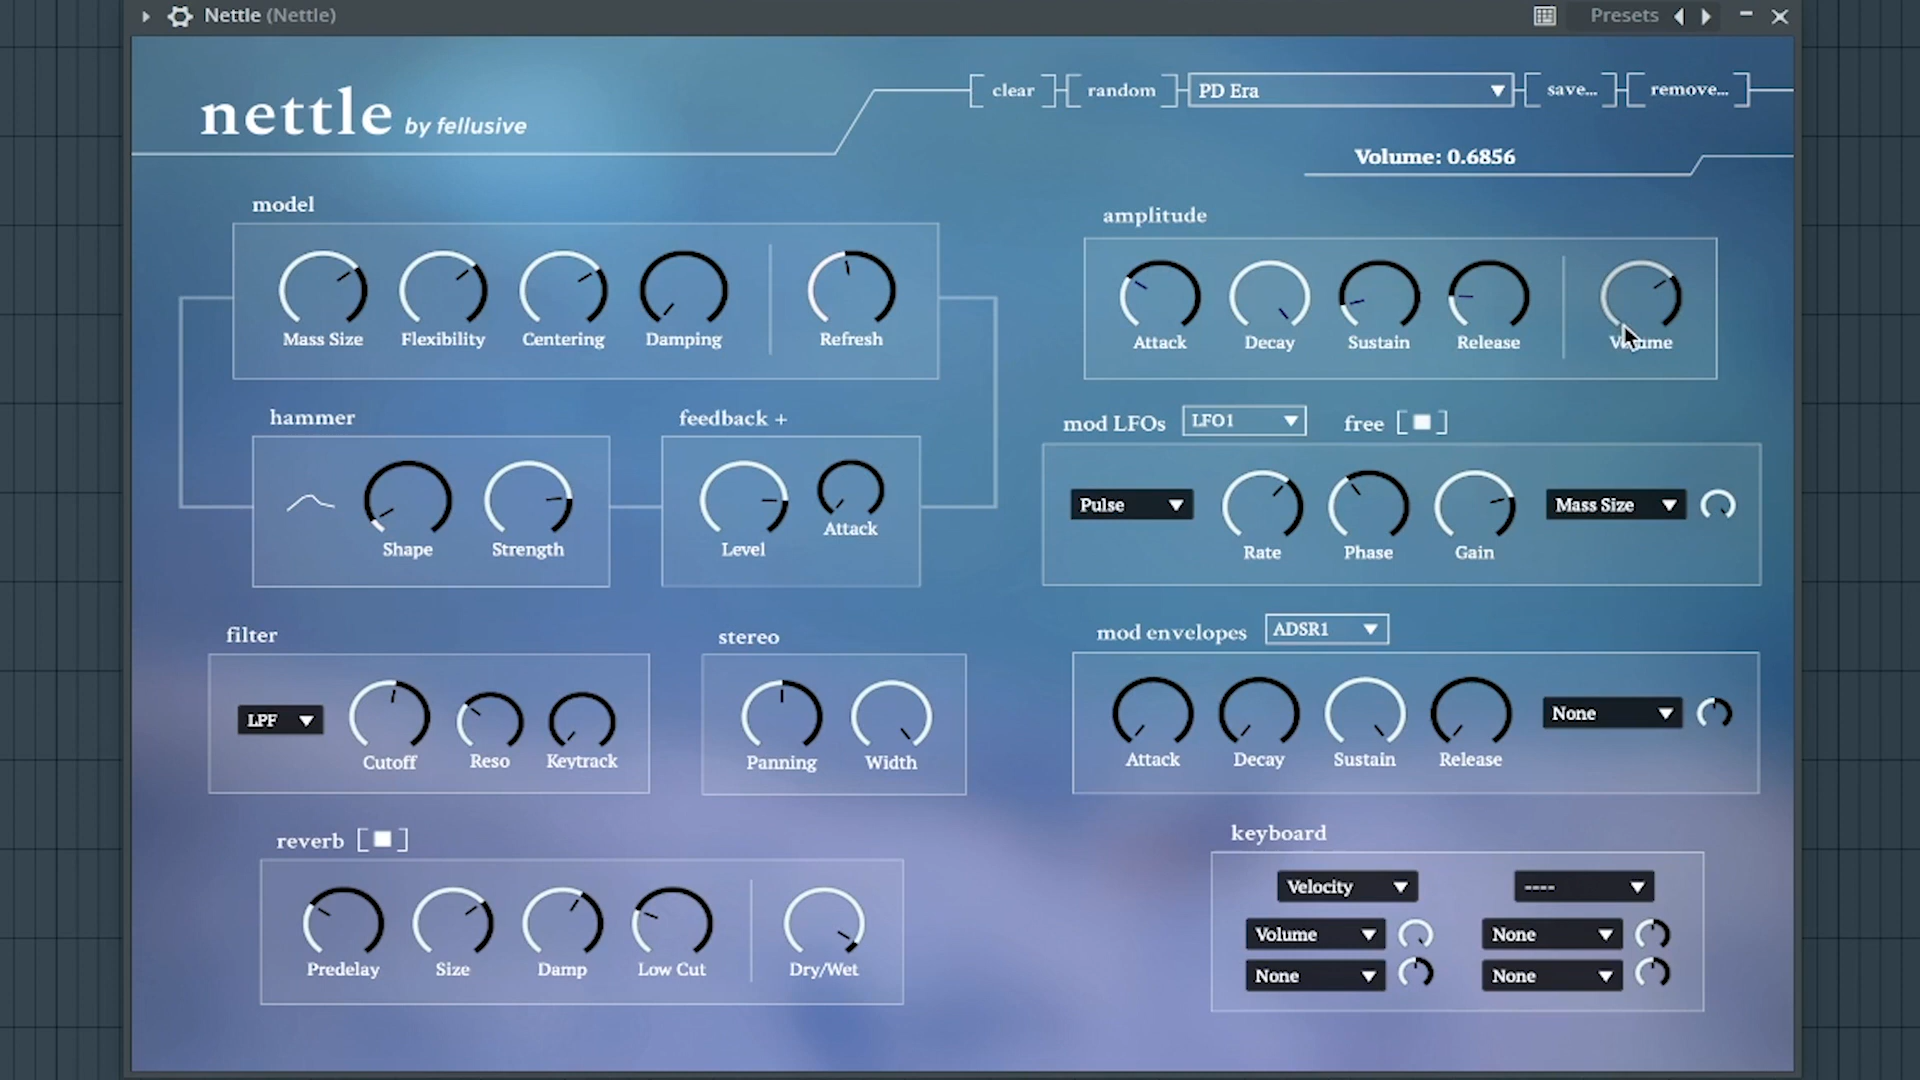 Nettle (Nettle)
Presets
nettle by fellusive
clear
random
PD Era
save...
remove...
Volume: 0.6856
model
Mass Size
Flexibility
Centering
Damping
Refresh
amplitude
Attack
Decay
Sustain
Release
Volume
hammer
Shape
Strength
feedback +
Level
Attack
mod LFOs
LFO1
free
Pulse
Rate
Phase
Gain
Mass Size
filter
LPF
Cutoff
Reso
Keytrack
stereo
Panning
Width
mod envelopes
ADSR1
Attack
Decay
Sustain
Release
None
reverb
Predelay
Size
Damp
Low Cut
Dry/Wet
keyboard
Velocity
----
Volume
None
None
None